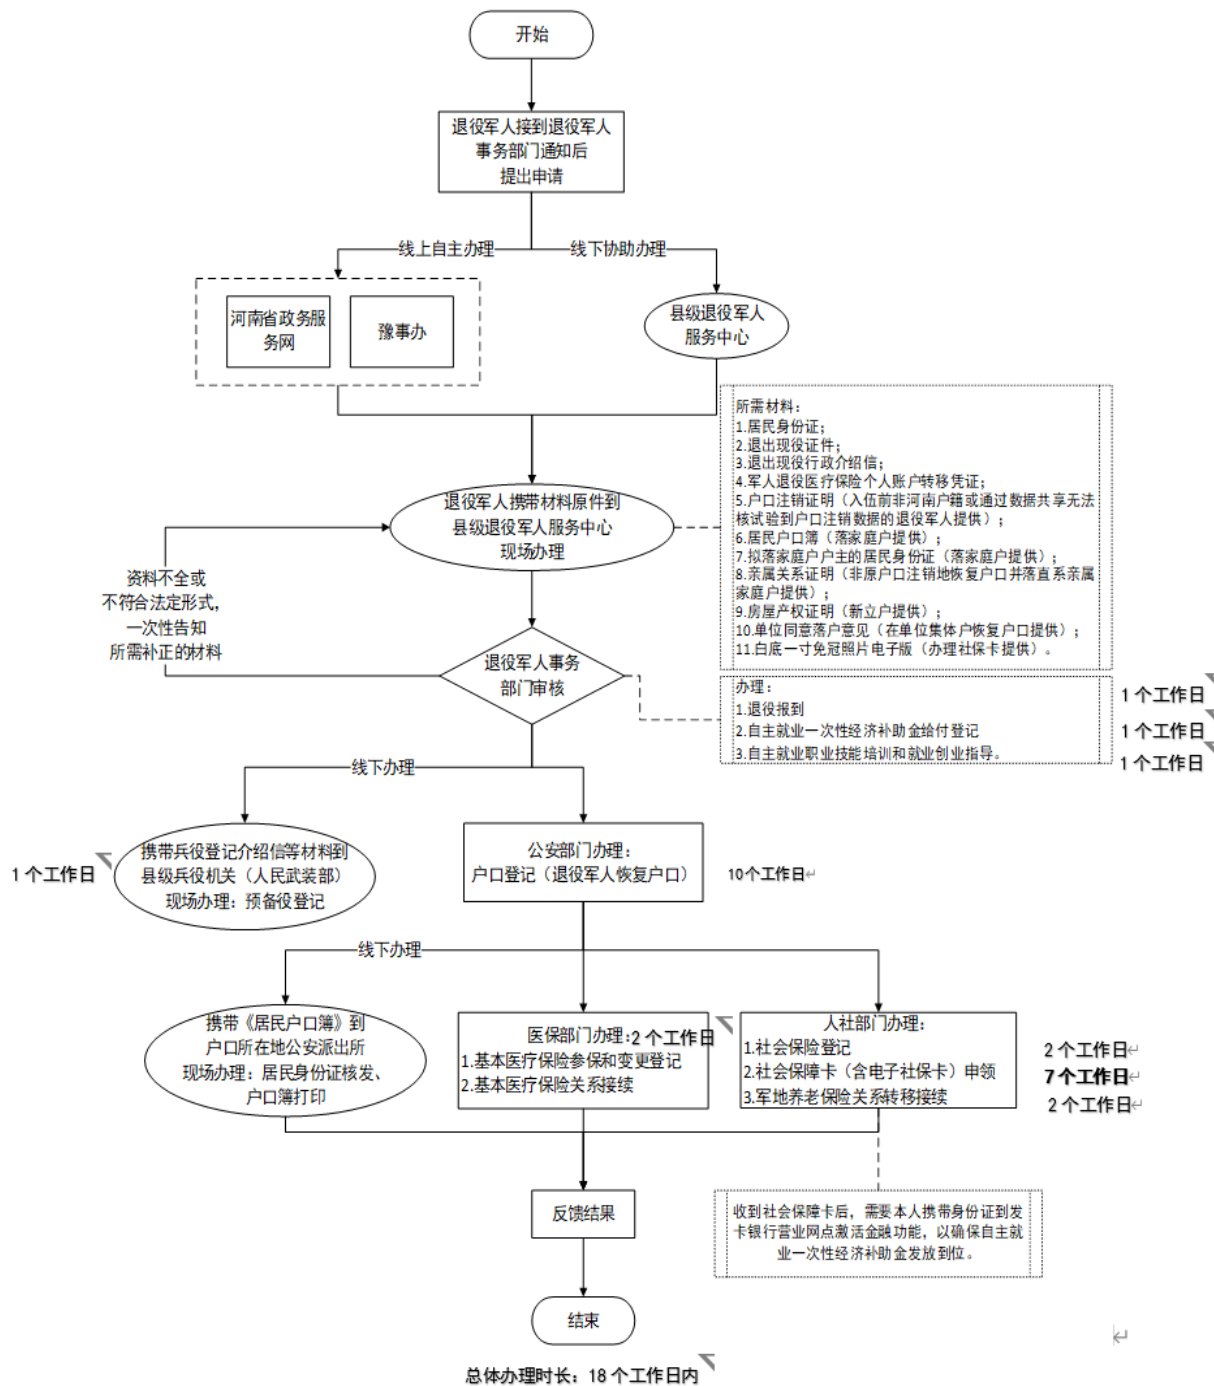 开始
退役军人接到退役军人
事务部门通知后
提出申请
线上自主办理
线下协助办理
河南省政务服
务网
豫事办
县级退役军人
服务中心
所需材料：
1.居民身份证；
2.退出现役证件；
3.退出现役行政介绍信；
4.军人退役医疗保险个人账户转移凭证；
5.户口注销证明（入伍前非河南户籍或通过数据共享无法
核试验到户口注销数据的退役军人提供）；
6.居民户口簿（落家庭户提供）；
7.拟落家庭户户主的居民身份证（落家庭户提供）；
8.亲属关系证明（非原户口注销地恢复户口并落直系亲属
家庭户提供）；
9.房屋产权证明（新立户提供）；
10.单位同意落户意见（在单位集体户恢复户口提供）；
11.白底一寸免冠照片电子版（办理社保卡提供）。
退役军人携带材料原件到
县级退役军人服务中心
现场办理
资料不全或
不符合法定形式，
一次性告知
所需补正的材料
退役军人事务
部门审核
办理：
1.退役报到
2.自主就业一次性经济补助金给付登记
3.自主就业职业技能培训和就业创业指导。
1个工作日
1个工作日
1个工作日
线下办理
1个工作日
携带兵役登记介绍信等材料到
县级兵役机关（人民武装部）
现场办理：预备役登记
公安部门办理：
户口登记（退役军人恢复户口）
10个工作日
线下办理
携带《居民户口簿》到
户口所在地公安派出所
现场办理：居民身份证核发、
户口簿打印
医保部门办理：2个工作日
1.基本医疗保险参保和变更登记
2.基本医疗保险关系接续
人社部门办理：
1.社会保险登记
2.社会保障卡（含电子社保卡）申领
3.军地养老保险关系转移接续
2个工作日
7个工作日
2个工作日
反馈结果
收到社会保障卡后，需要本人携带身份证到发
卡银行营业网点激活金融功能，以确保自主就
业一次性经济补助金发放到位。
结束
总体办理时长：18个工作日内